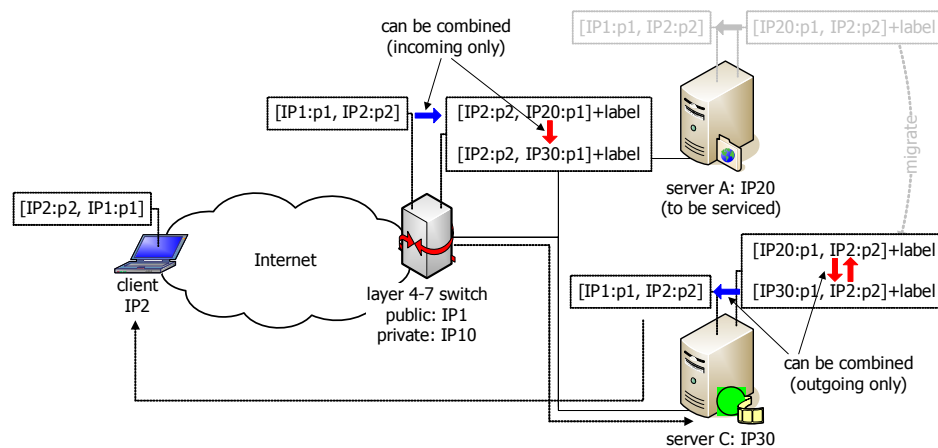 can be combined
(incoming only)
[IP1:p1, IP2:p2]
[IP20:p1, IP2:p2]+label
[IP1:p1, IP2:p2]
[IP2:p2, IP20:p1]+label
[IP2:p2, IP30:p1]+label
migrate
server A: IP20
(to be serviced)
[IP2:p2, IP1:p1]
Internet
client
IP2
layer 4-7 switch
public: IP1
private: IP10
[IP20:p1, IP2:p2]+label
[IP1:p1, IP2:p2]
[IP30:p1, IP2:p2]+label
can be combined
(outgoing only)
server C: IP30